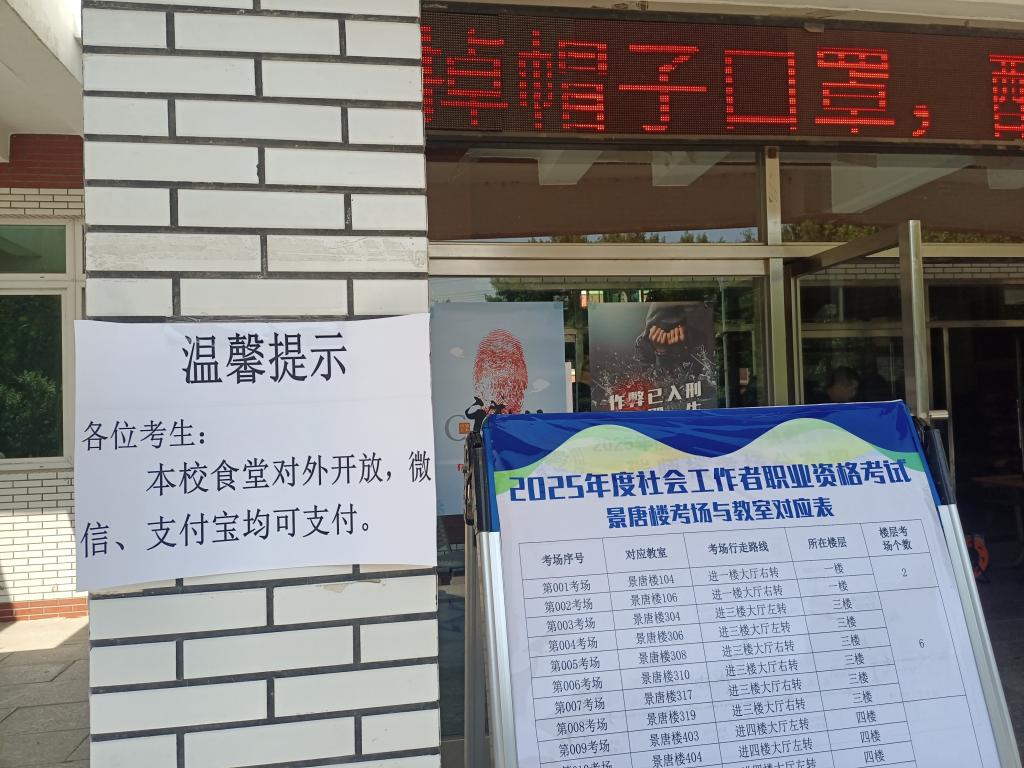 掉帽子口罩，
温馨提示
各位考生：
本校食堂对外开放，微
信、支付宝均可支付。
作弊已入刑
2025年度社会工作者职业资格考试
景唐楼考场与教室对应表
考场序号 对应教室 考场行走路线 所在楼层 楼层考场个数
第001考场 景唐楼104 进一楼大厅右转 一楼 2
第002考场 景唐楼106 进一楼大厅右转 一楼
第003考场 景唐楼304 进三楼大厅左转 三楼 6
第004考场 景唐楼306 进三楼大厅左转 三楼
第005考场 景唐楼308 进三楼大厅右转 三楼
第006考场 景唐楼310 进三楼大厅右转 三楼
第007考场 景唐楼317 进三楼大厅右转 三楼
第008考场 景唐楼319 进三楼大厅右转 三楼
第009考场 景唐楼403 进四楼大厅左转 四楼
景唐楼404 进四楼大厅左转 四楼